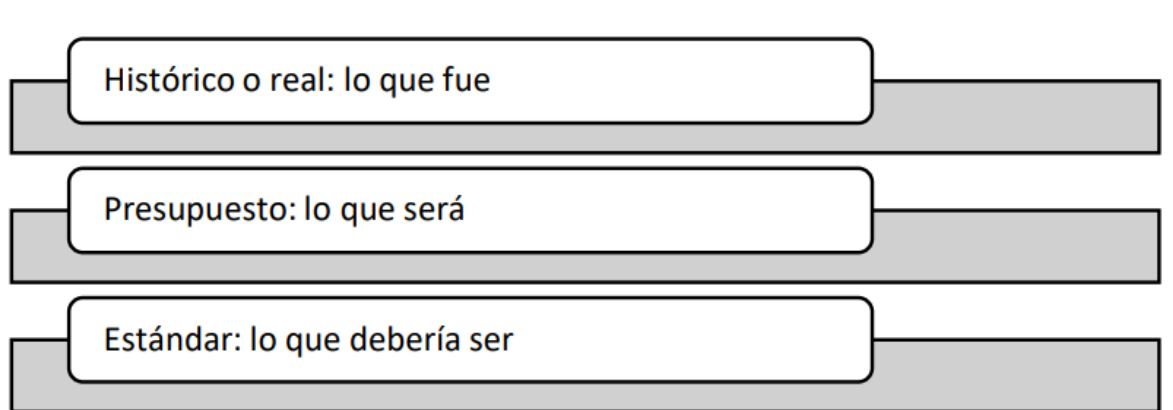 Histórico o real: lo que fue
Presupuesto: lo que será
Estándar: lo que debería ser